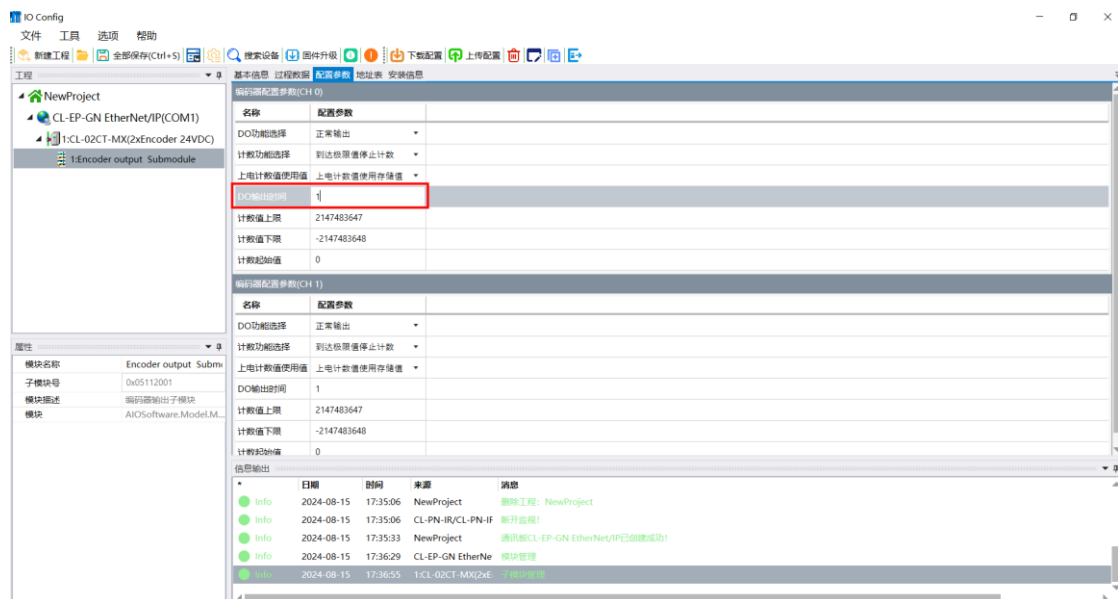 IO Config
文件 工具 选项 帮助
新建工程 全部保存(Ctrl+S) 搜索设备 固件升级 下载配置 上传配置
工程
NewProject
CL-EP-GN EtherNet/IP(COM1)
1:CL-02CT-MX(2xEncoder 24VDC)
1:Encoder output Submodule
属性
模块名称 Encoder output Subm
子模块号 0x05112001
模块描述 编码器输出子模块
模块 AIOSoftware.Model.M...
基本信息 过程数据 配置参数 地址表 安装信息
编码器配置参数(CH 0)
名称 配置参数
DO功能选择 正常输出
计数功能选择 到达极限值停止计数
上电计数值使用值 上电计数值使用存储值
DO输出时间 1
计数值上限 2147483647
计数值下限 -2147483648
计数起始值 0
编码器配置参数(CH 1)
名称 配置参数
DO功能选择 正常输出
计数功能选择 到达极限值停止计数
上电计数值使用值 上电计数值使用存储值
DO输出时间 1
计数值上限 2147483647
计数值下限 -2147483648
计数起始值 0
信息输出
* 日期 时间 来源 消息
Info 2024-08-15 17:35:06 NewProject 删除工程：NewProject
Info 2024-08-15 17:35:06 CL-PN-IR/CL-PN-IF 断开监视!
Info 2024-08-15 17:35:33 NewProject 通讯板CL-EP-GN EtherNet/IP已创建成功!
Info 2024-08-15 17:36:29 CL-EP-GN EtherNe 模块管理
Info 2024-08-15 17:36:55 1:CL-02CT-MX(2xE: 子模块管理